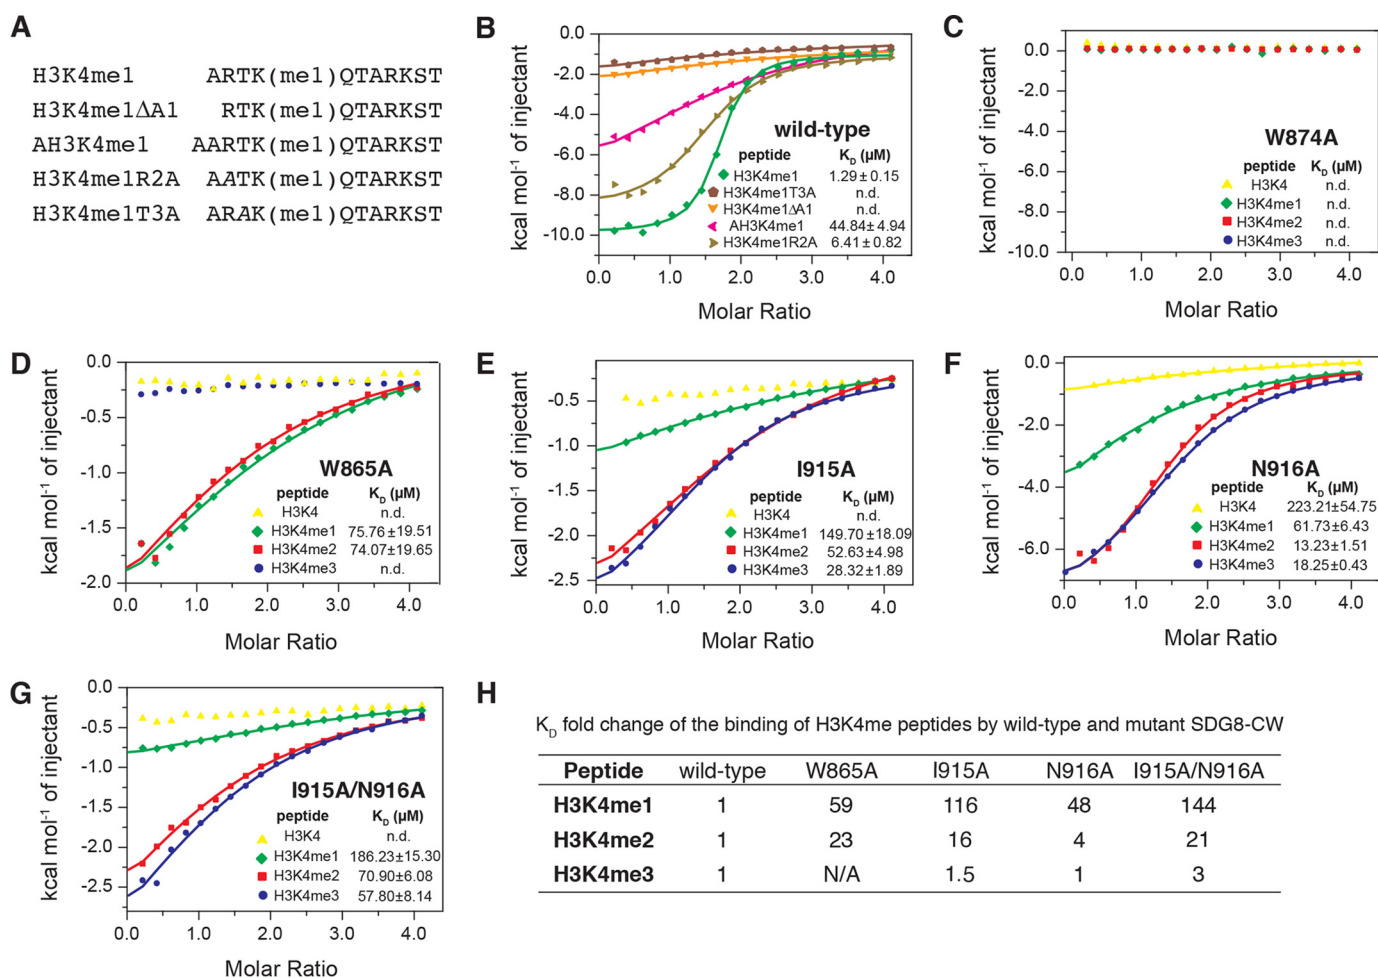 A
H3K4me1 ARTK(me1)QTARKST
H3K4me1ΔA1 RTK(me1)QTARKST
AH3K4me1 AARTK(me1)QTARKST
H3K4me1R2A AATK(me1)QTARKST
H3K4me1T3A ARAK(me1)QTARKST
B
kcal mol⁻¹ of injectant
0.0
-2.0
-4.0
-6.0
-8.0
-10.0
wild-type
peptide K_D (µM)
H3K4me1 1.29±0.15
H3K4me1T3A n.d.
H3K4me1ΔA1 n.d.
AH3K4me1 44.84±4.94
H3K4me1R2A 6.41±0.82
0.0 1.0 2.0 3.0 4.0
Molar Ratio
C
kcal mol⁻¹ of injectant
0.0
-2.0
-4.0
-6.0
-8.0
-10.0
W874A
peptide K_D (µM)
H3K4 n.d.
H3K4me1 n.d.
H3K4me2 n.d.
H3K4me3 n.d.
0.0 1.0 2.0 3.0 4.0
Molar Ratio
D
kcal mol⁻¹ of injectant
0.0
-0.5
-1.0
-1.5
-2.0
W865A
peptide K_D (µM)
H3K4 n.d.
H3K4me1 75.76±19.51
H3K4me2 74.07±19.65
H3K4me3 n.d.
0.0 1.0 2.0 3.0 4.0
Molar Ratio
E
kcal mol⁻¹ of injectant
-0.5
-1.0
-1.5
-2.0
-2.5
I915A
peptide K_D (µM)
H3K4 n.d.
H3K4me1 149.70±18.09
H3K4me2 52.63±4.98
H3K4me3 28.32±1.89
0.0 1.0 2.0 3.0 4.0
Molar Ratio
F
kcal mol⁻¹ of injectant
0.0
-2.0
-4.0
-6.0
N916A
peptide K_D (µM)
H3K4 223.21±54.75
H3K4me1 61.73±6.43
H3K4me2 13.23±1.51
H3K4me3 18.25±0.43
0.0 1.0 2.0 3.0 4.0
Molar Ratio
G
kcal mol⁻¹ of injectant
0.0
-0.5
-1.0
-1.5
-2.0
-2.5
I915A/N916A
peptide K_D (µM)
H3K4 n.d.
H3K4me1 186.23±15.30
H3K4me2 70.90±6.08
H3K4me3 57.80±8.14
0.0 1.0 2.0 3.0 4.0
Molar Ratio
H
K_D fold change of the binding of H3K4me peptides by wild-type and mutant SDG8-CW
Peptide wild-type W865A I915A N916A I915A/N916A
H3K4me1 1 59 116 48 144
H3K4me2 1 23 16 4 21
H3K4me3 1 N/A 1.5 1 3